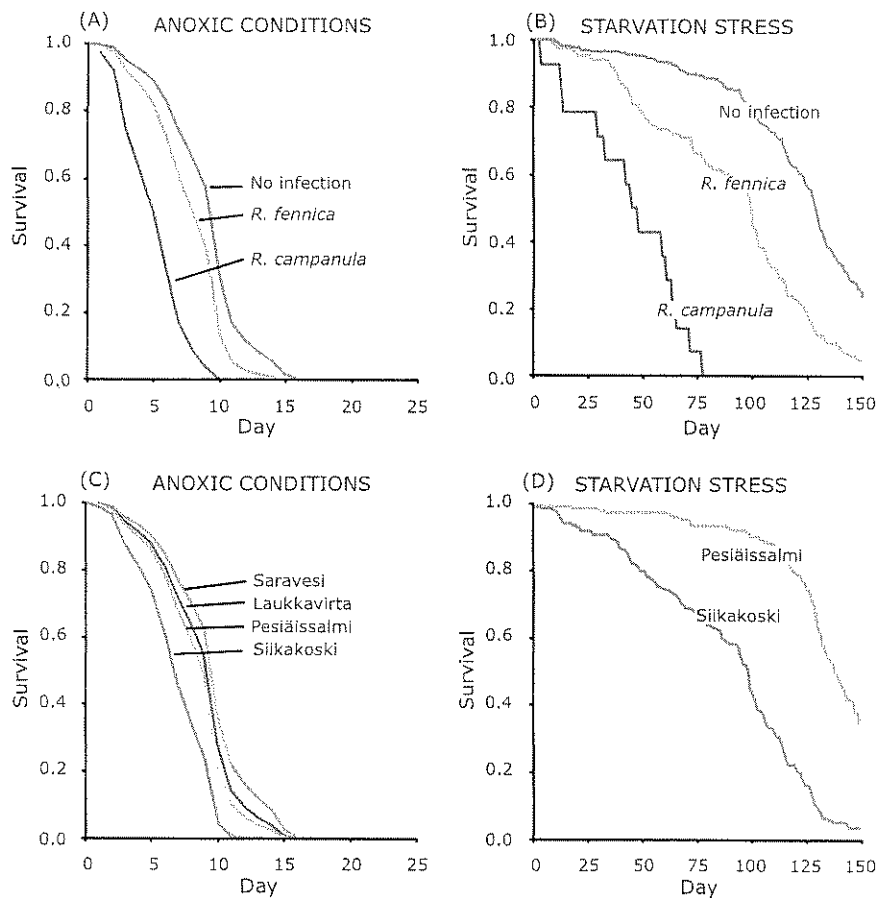 (A) ANOXIC CONDITIONS
1.0
0.8
0.6
0.4
0.2
0.0
Survival
No infection
R. fennica
R. campanula
0 5 10 15 20 25
Day
(B) STARVATION STRESS
1.0
0.8
0.6
0.4
0.2
0.0
Survival
No infection
R. fennica
R. campanula
0 25 50 75 100 125 150
Day
(C) ANOXIC CONDITIONS
1.0
0.8
0.6
0.4
0.2
0.0
Survival
Saravesi
Laukkavirta
Pesiäissalmi
Siikakoski
0 5 10 15 20 25
Day
(D) STARVATION STRESS
1.0
0.8
0.6
0.4
0.2
0.0
Survival
Pesiäissalmi
Siikakoski
0 25 50 75 100 125 150
Day